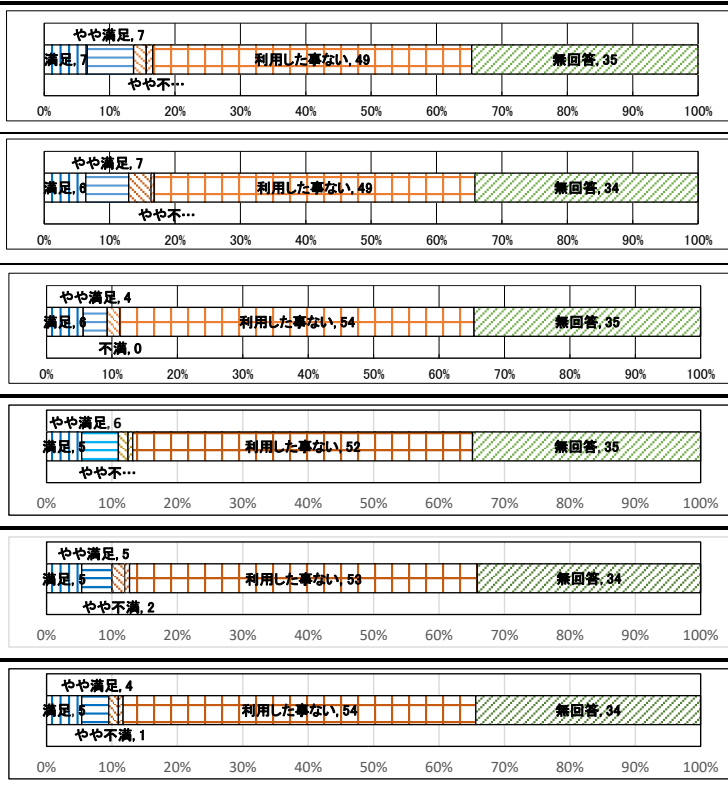 やや満足, 7
満足, 7 利用した事ない, 49 無回答, 35
やや不…
0% 10% 20% 30% 40% 50% 60% 70% 80% 90% 100%
やや満足, 7
満足, 6 利用した事ない, 49 無回答, 34
やや不…
0% 10% 20% 30% 40% 50% 60% 70% 80% 90% 100%
やや満足, 4
満足, 6 利用した事ない, 54 無回答, 35
不満, 0
0% 10% 20% 30% 40% 50% 60% 70% 80% 90% 100%
やや満足, 6
満足, 5 利用した事ない, 52 無回答, 35
やや不…
0% 10% 20% 30% 40% 50% 60% 70% 80% 90% 100%
やや満足, 5
満足, 5 利用した事ない, 53 無回答, 34
やや不満, 2
0% 10% 20% 30% 40% 50% 60% 70% 80% 90% 100%
やや満足, 4
満足, 5 利用した事ない, 54 無回答, 34
やや不満, 1
0% 10% 20% 30% 40% 50% 60% 70% 80% 90% 100%